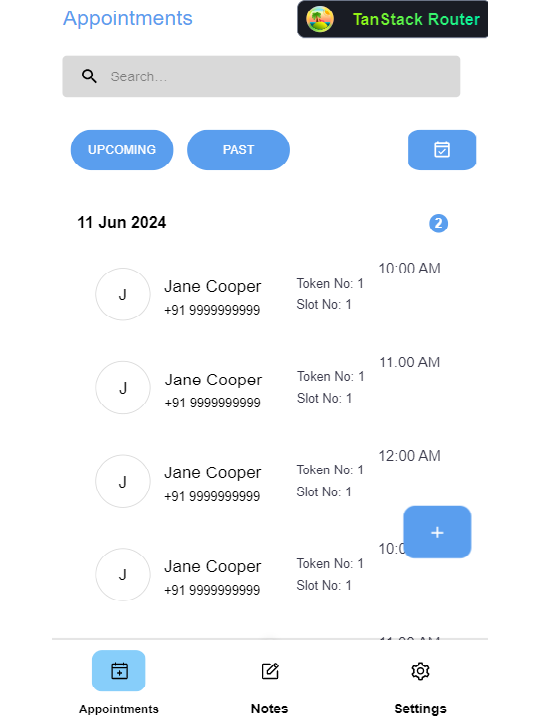 Appointments
TanStack Router
Search...
UPCOMING
PAST
11 Jun 2024
2
10:00 AM
J
Jane Cooper
Token No: 1
+91 9999999999
Slot No: 1
11.00 AM
J
Jane Cooper
Token No: 1
+91 9999999999
Slot No: 1
12:00 AM
J
Jane Cooper
Token No: 1
+91 9999999999
Slot No: 1
10:0
J
Jane Cooper
Token No: 1
+91 9999999999
Slot No: 1
Appointments
Notes
Settings